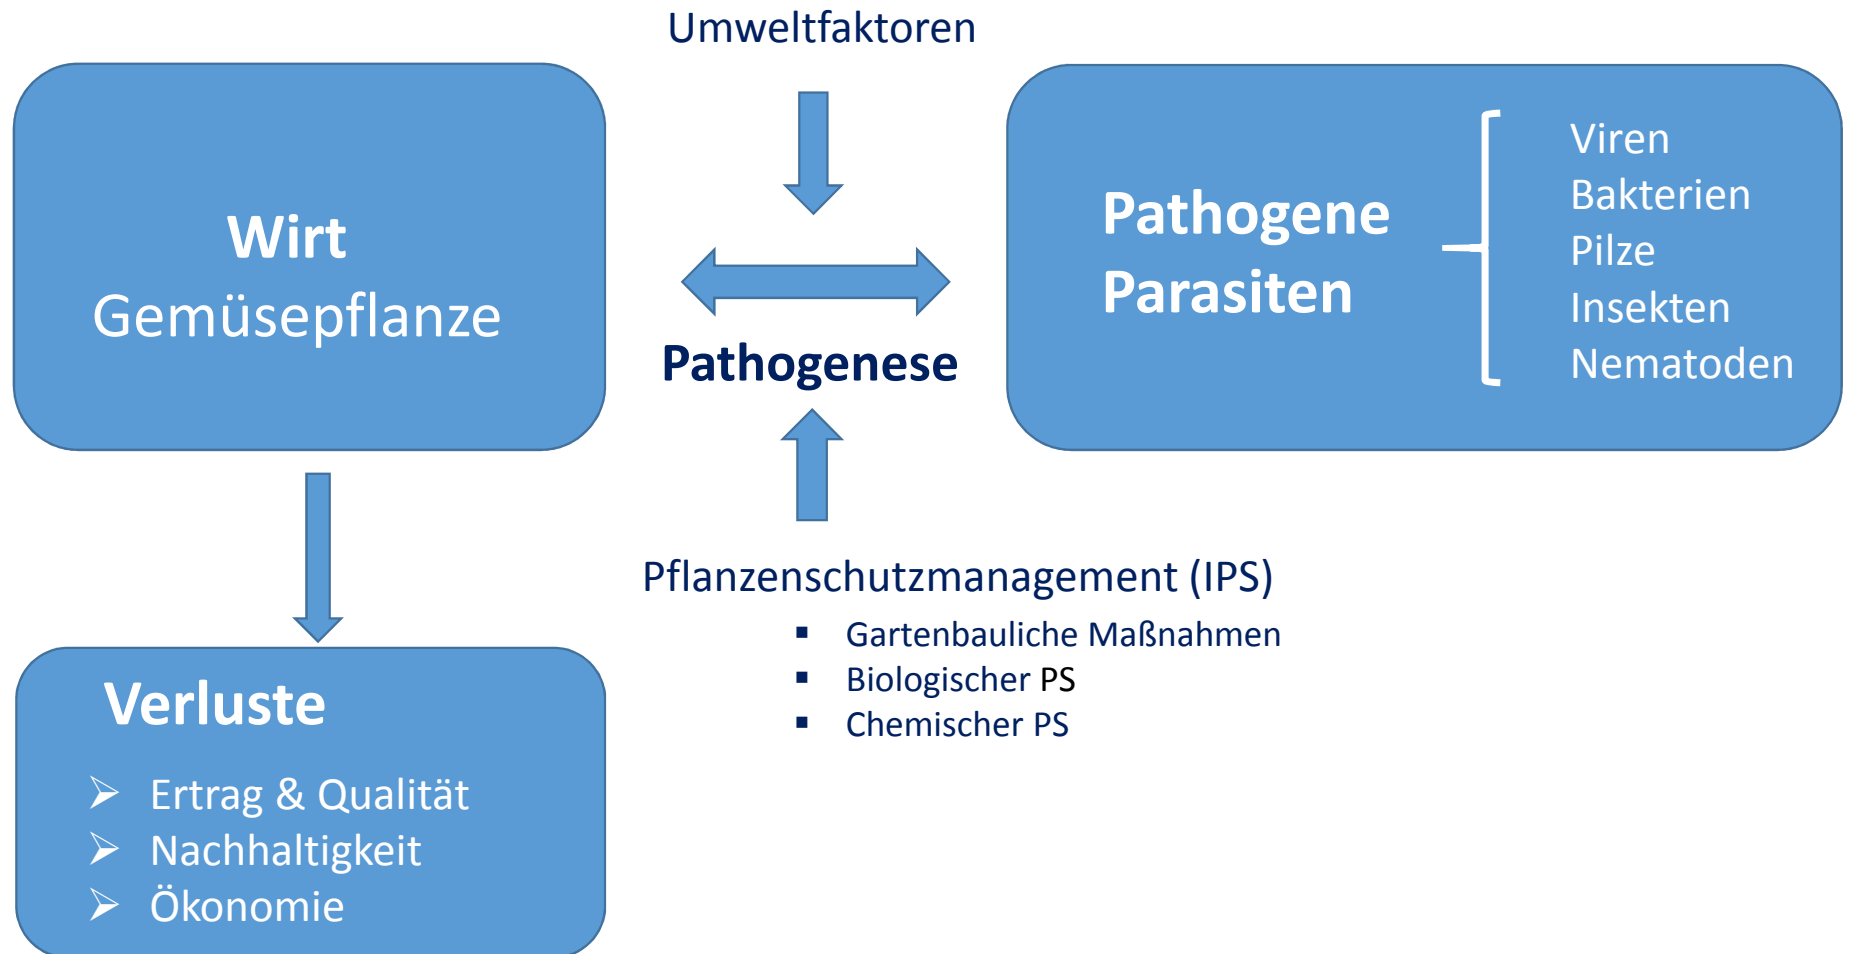 Umweltfaktoren
Wirt
Gemüsepflanze
Pathogene
Parasiten
Viren
Bakterien
Pilze
Insekten
Nematoden
Pathogenese
Pflanzenschutzmanagement (IPS)
▪ Gartenbauliche Maßnahmen
▪ Biologischer PS
▪ Chemischer PS
Verluste
➢ Ertrag & Qualität
➢ Nachhaltigkeit
➢ Ökonomie